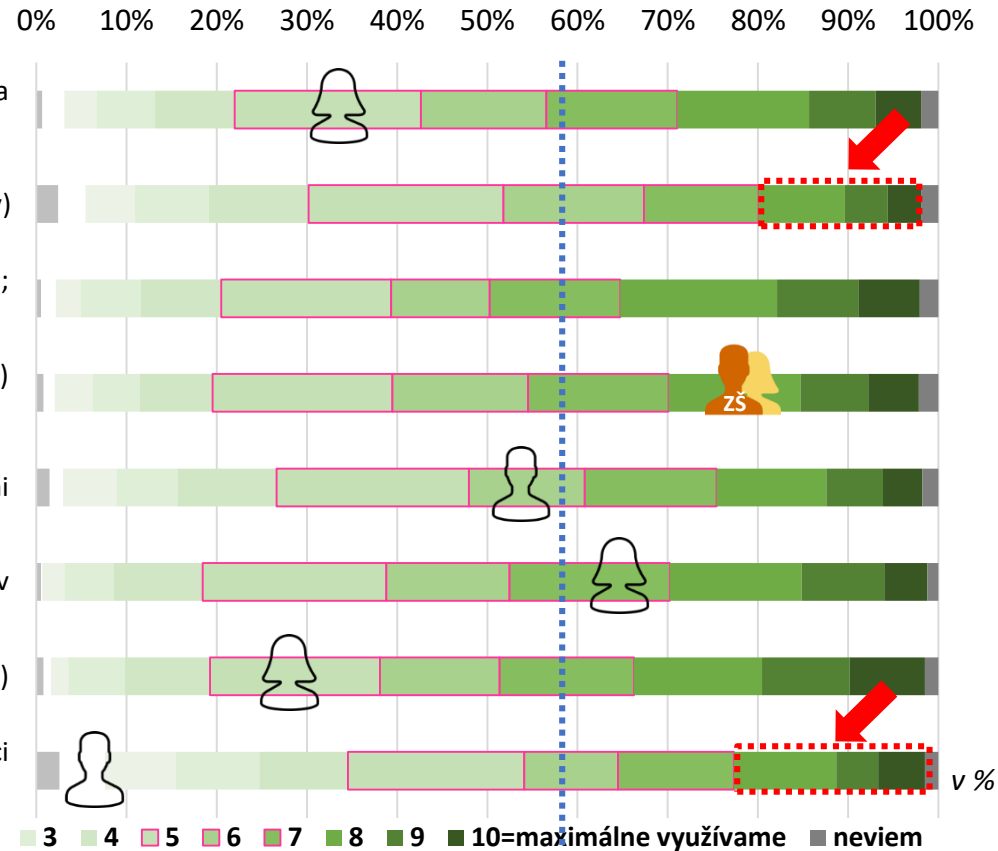 0% 10% 20% 30% 40% 50% 60% 70% 80% 90% 100%
a
)
;
)
ZŠ
i
v
)
i
v %
3 4 5 6 7 8 9 10=maximálne využívame neviem